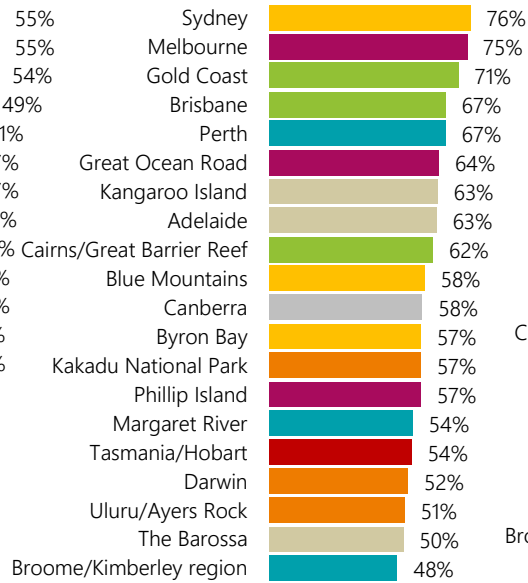 55% Sydney 76%
55% Melbourne 75%
54% Gold Coast 71%
49% Brisbane 67%
Perth 67%
Great Ocean Road 64%
Kangaroo Island 63%
Adelaide 63%
Cairns/Great Barrier Reef 62%
Blue Mountains 58%
Canberra 58%
Byron Bay 57%
Kakadu National Park 57%
Phillip Island 57%
Margaret River 54%
Tasmania/Hobart 54%
Darwin 52%
Uluru/Ayers Rock 51%
The Barossa 50%
Broome/Kimberley region 48%